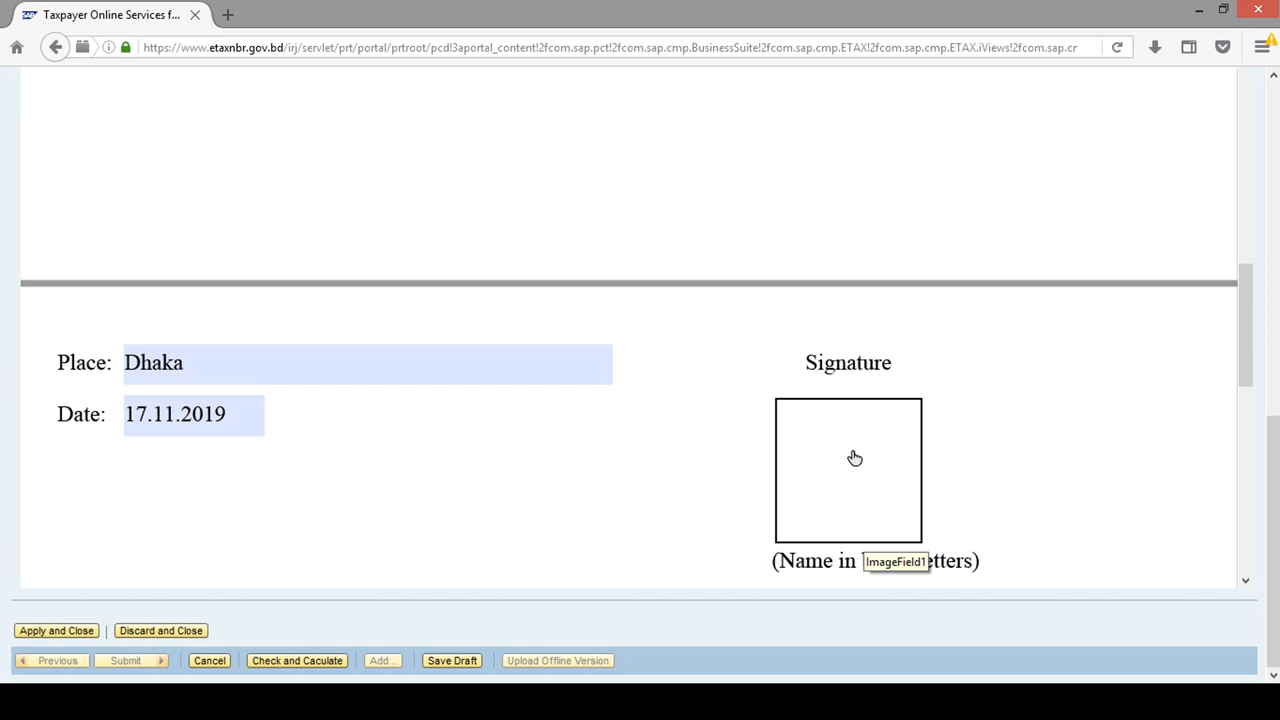 Taxpayer Online Services f...
https://www.etaxnbr.gov.bd/irj/servlet/prt/portal/prtroot/pcd!3aportal_content!2fcom.sap.pct!2fcom.sap.cmp.BusinessSuite!2fcom.sap.cmp.ETAX!2fcom.sap.cmp.ETAX.iViews!2fcom.sap.cr
Place: Dhaka
Signature
Date: 17.11.2019
(Name in etters)
ImageField1
Apply and Close | Discard and Close
Previous Submit Cancel Check and Caculate Add... Save Draft Upload Offline Version